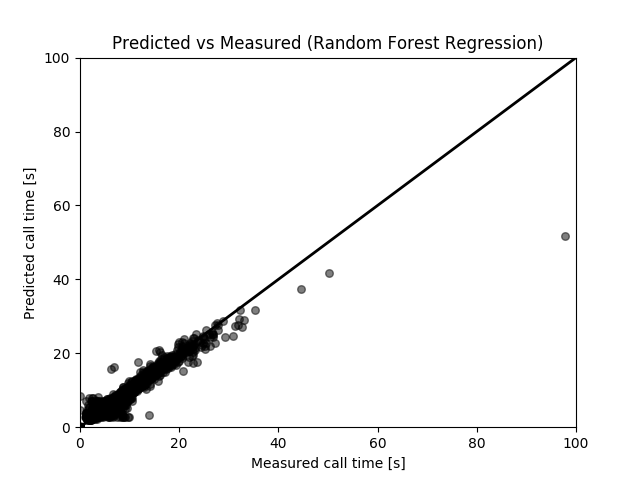 Predicted vs Measured (Random Forest Regression)
100
80
60
40
20
0
Predicted call time [s]
0 20 40 60 80 100
Measured call time [s]